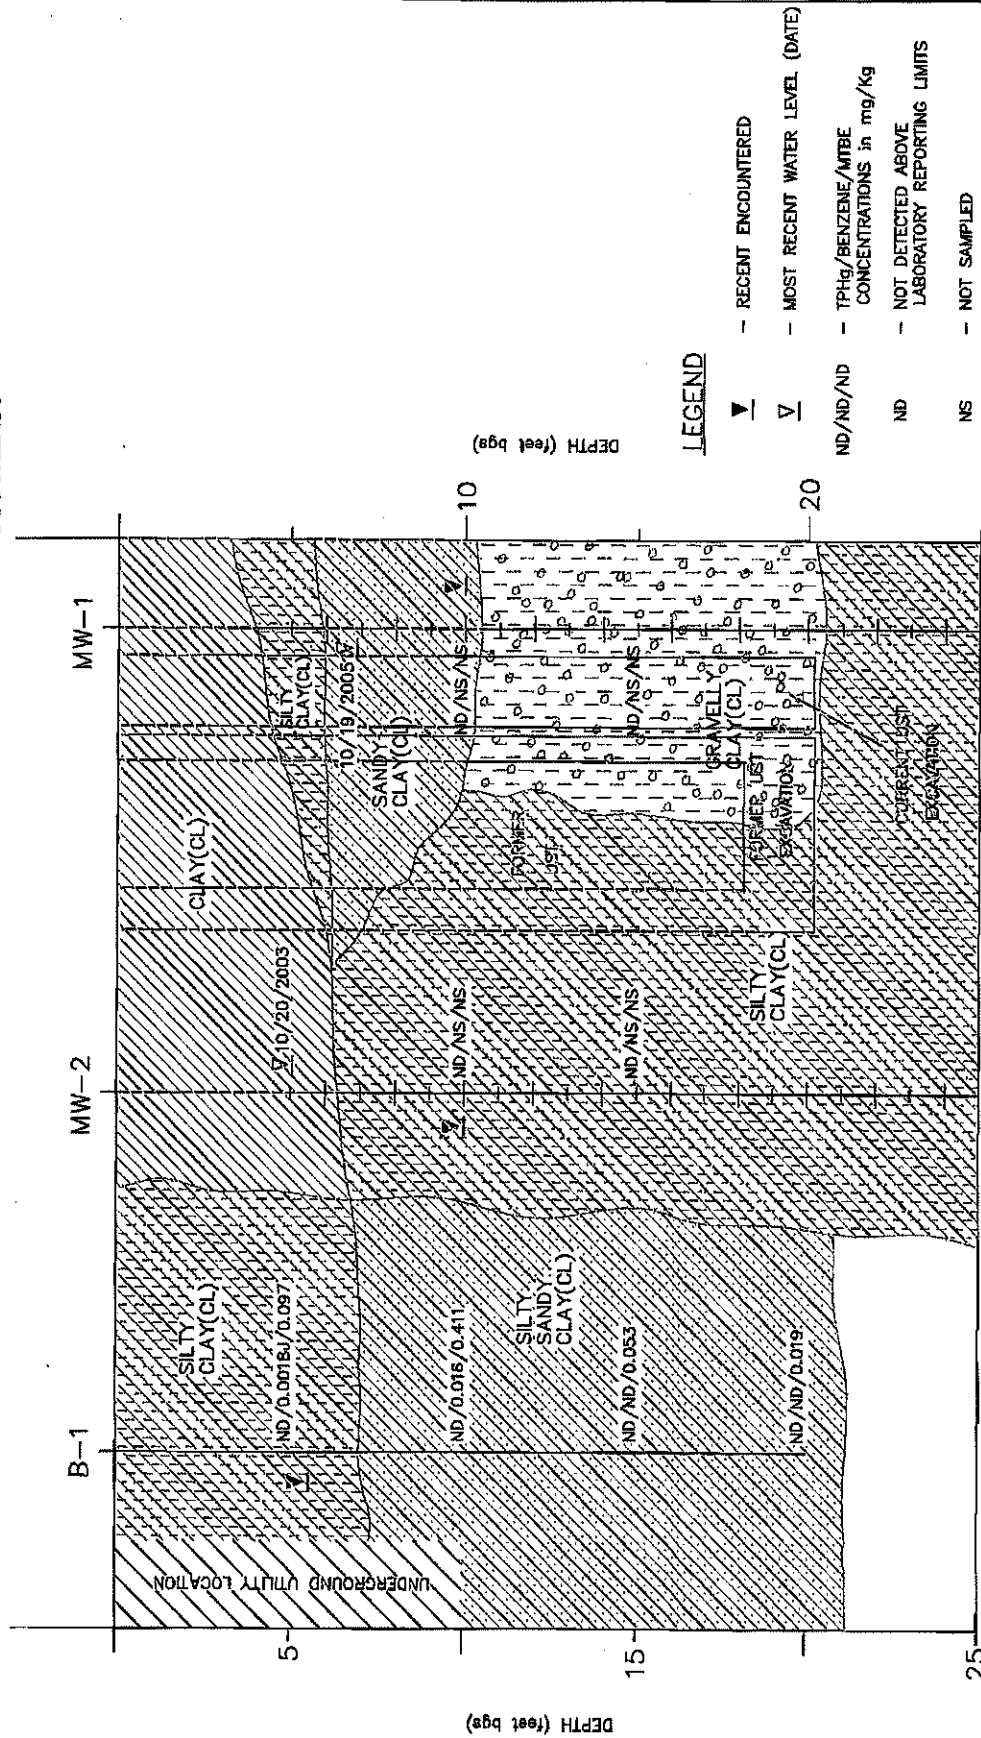 B-1
MW-2
MW-1
DEPTH (feet bgs)
5
15
25
10
20
DEPTH (feet bgs)
UNDERGROUND UTILITY LOCATION
SILTY
CLAY(CL)
ND/0.0018J/0.097
ND/0.016/0.411
SILTY
SANDY
CLAY(CL)
ND/ND/0.053
ND/ND/0.019
CLAY(CL)
10/20/2003
ND/NS/NS
ND/NS/NS
SILTY
CLAY(CL)
SILTY
CLAY(CL)
10/19/2005
SANDY
CLAY(CL)
ND/NS/NS
ND/NS/NS
GRAVELLY
CLAY(CL)
FORMER
UST
FORMER UST
EXCAVATION
CURRENT UST
EXCAVATION
LEGEND
- RECENT ENCOUNTERED
- MOST RECENT WATER LEVEL (DATE)
ND/ND/ND - TPHg/BENZENE/MTBE
CONCENTRATIONS in mg/Kg
ND - NOT DETECTED ABOVE
LABORATORY REPORTING LIMITS
NS - NOT SAMPLED